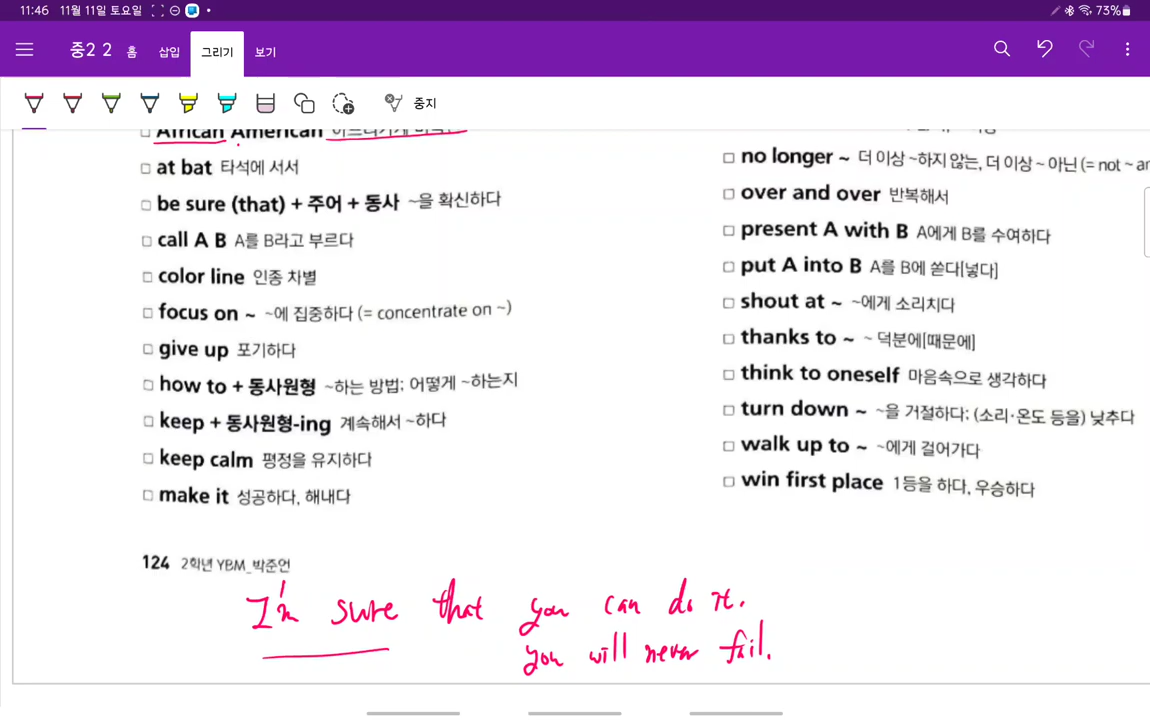 11:46 11월 11일 토요일 73%
중2 2 홈 삽입 그리기 보기
중지
African American
at bat 타석에 서서
be sure (that) + 주어 + 동사 ~을 확신하다
call A B A를 B라고 부르다
color line 인종 차별
focus on ~ ~에 집중하다 (= concentrate on ~)
give up 포기하다
how to + 동사원형 ~하는 방법; 어떻게 ~하는지
keep + 동사원형-ing 계속해서 ~하다
keep calm 평정을 유지하다
make it 성공하다, 해내다
no longer ~ 더 이상 ~하지 않는, 더 이상 ~ 아닌 (= not ~ an
over and over 반복해서
present A with B A에게 B를 수여하다
put A into B A를 B에 쏟다[넣다]
shout at ~ ~에게 소리치다
thanks to ~ ~ 덕분에[때문에]
think to oneself 마음속으로 생각하다
turn down ~ ~을 거절하다; (소리·온도 등을) 낮추다
walk up to ~ ~에게 걸어가다
win first place 1등을 하다, 우승하다
124 2학년 YBM_박준언
I'm sure that you can do it.
you will never fail.